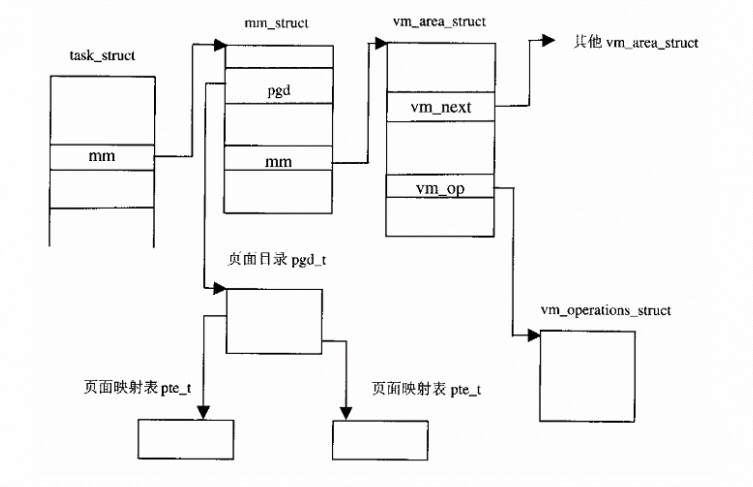 mm_struct
vm_area_struct
task_struct
其他 vm_area_struct
pgd
vm_next
mm
mm
vm_op
页面目录 pgd_t
vm_operations_struct
页面映射表 pte_t
页面映射表 pte_t